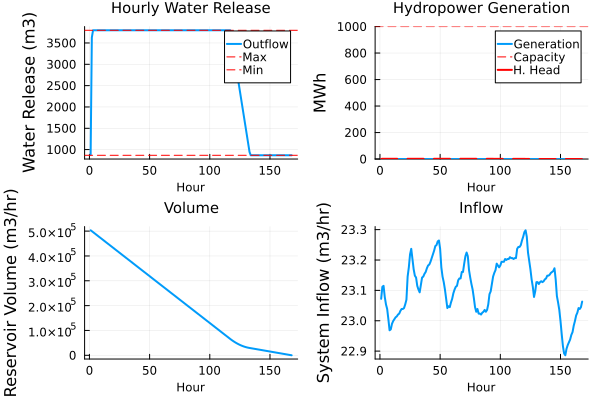 Hourly Water Release
Water Release (m3)
3500
3000
2500
2000
1500
1000
Outflow
Max
Min
0 50 100 150
Hour
Hydropower Generation
MWh
1000
800
600
400
200
0
Generation
Capacity
H. Head
0 50 100 150
Hour
Volume
Reservoir Volume (m3/hr)
5.0×10⁵
4.0×10⁵
3.0×10⁵
2.0×10⁵
1.0×10⁵
0
0 50 100 150
Hour
Inflow
System Inflow (m3/hr)
23.3
23.2
23.1
23.0
22.9
0 50 100 150
Hour